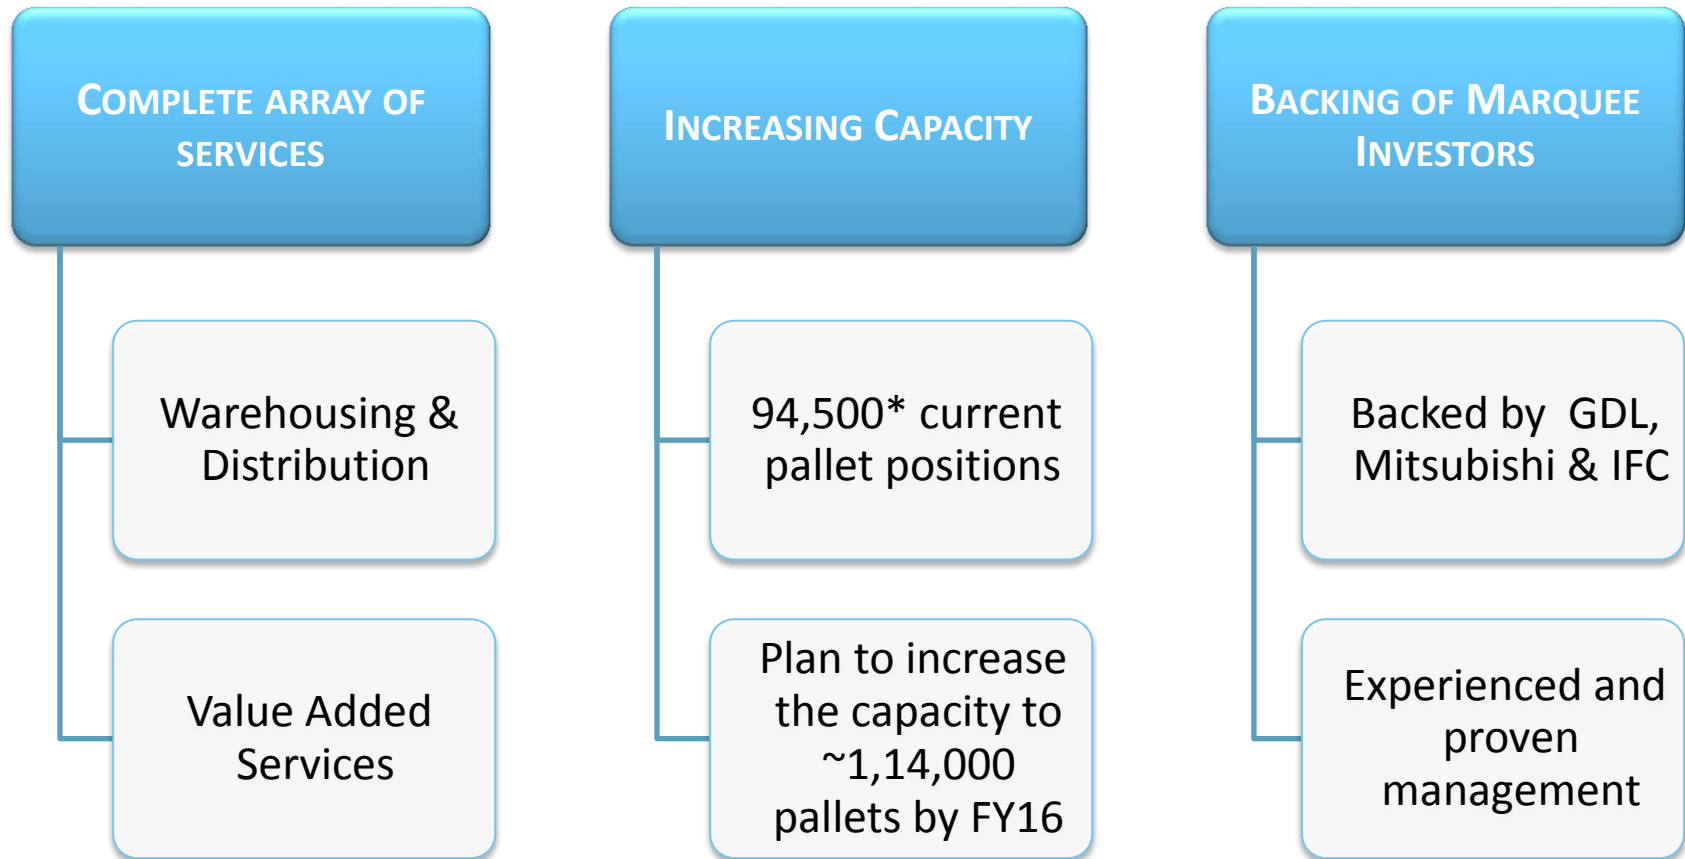 COMPLETE ARRAY OF
SERVICES
Warehousing &
Distribution
Value Added
Services
INCREASING CAPACITY
94,500* current
pallet positions
Plan to increase
the capacity to
~1,14,000
pallets by FY16
BACKING OF MARQUEE
INVESTORS
Backed by GDL,
Mitsubishi & IFC
Experienced and
proven
management